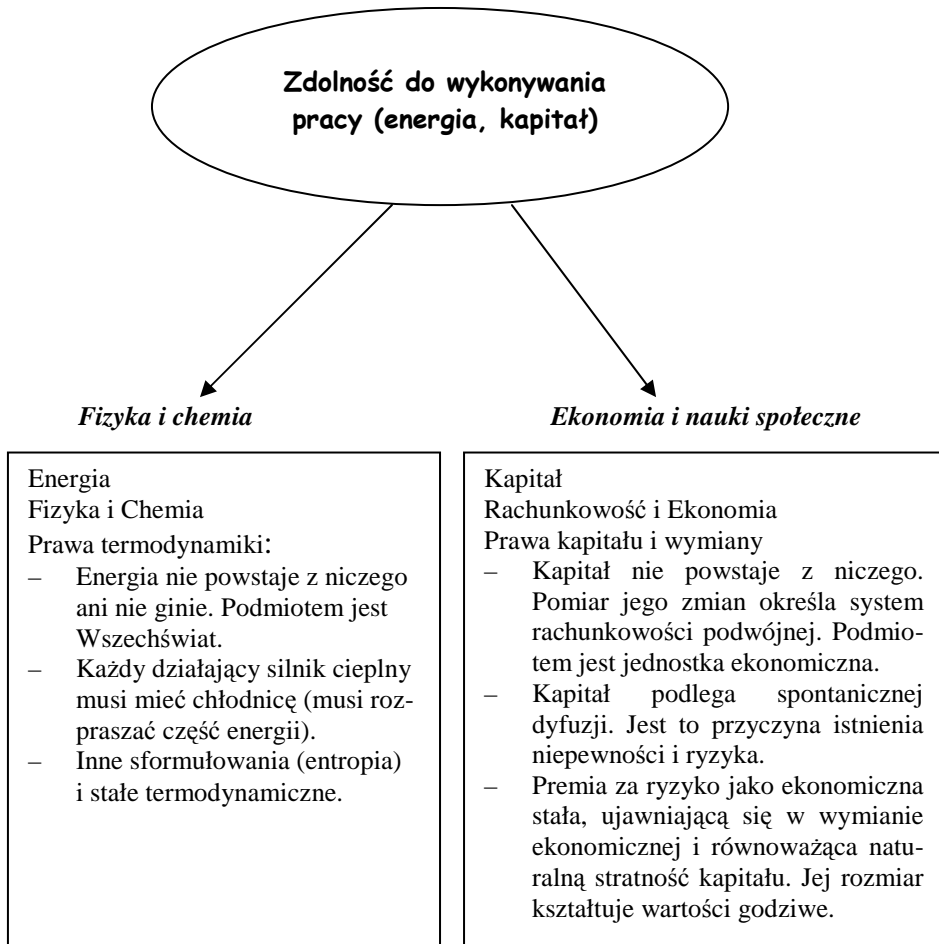 Zdolność do wykonywania
pracy (energia, kapitał)
Fizyka i chemia
Energia
Fizyka i Chemia
Prawa termodynamiki:
– Energia nie powstaje z niczego
ani nie ginie. Podmiotem jest
Wszechświat.
– Każdy działający silnik cieplny
musi mieć chłodnicę (musi roz-
praszać część energii).
– Inne sformułowania (entropia)
i stałe termodynamiczne.
Ekonomia i nauki społeczne
Kapitał
Rachunkowość i Ekonomia
Prawa kapitału i wymiany
– Kapitał nie powstaje z niczego.
Pomiar jego zmian określa system
rachunkowości podwójnej. Podmio-
tem jest jednostka ekonomiczna.
– Kapitał podlega spontanicznej
dyfuzji. Jest to przyczyna istnienia
niepewności i ryzyka.
– Premia za ryzyko jako ekonomiczna
stała, ujawniającą się w wymianie
ekonomicznej i równoważąca natu-
ralną stratność kapitału. Jej rozmiar
kształtuje wartości godziwe.